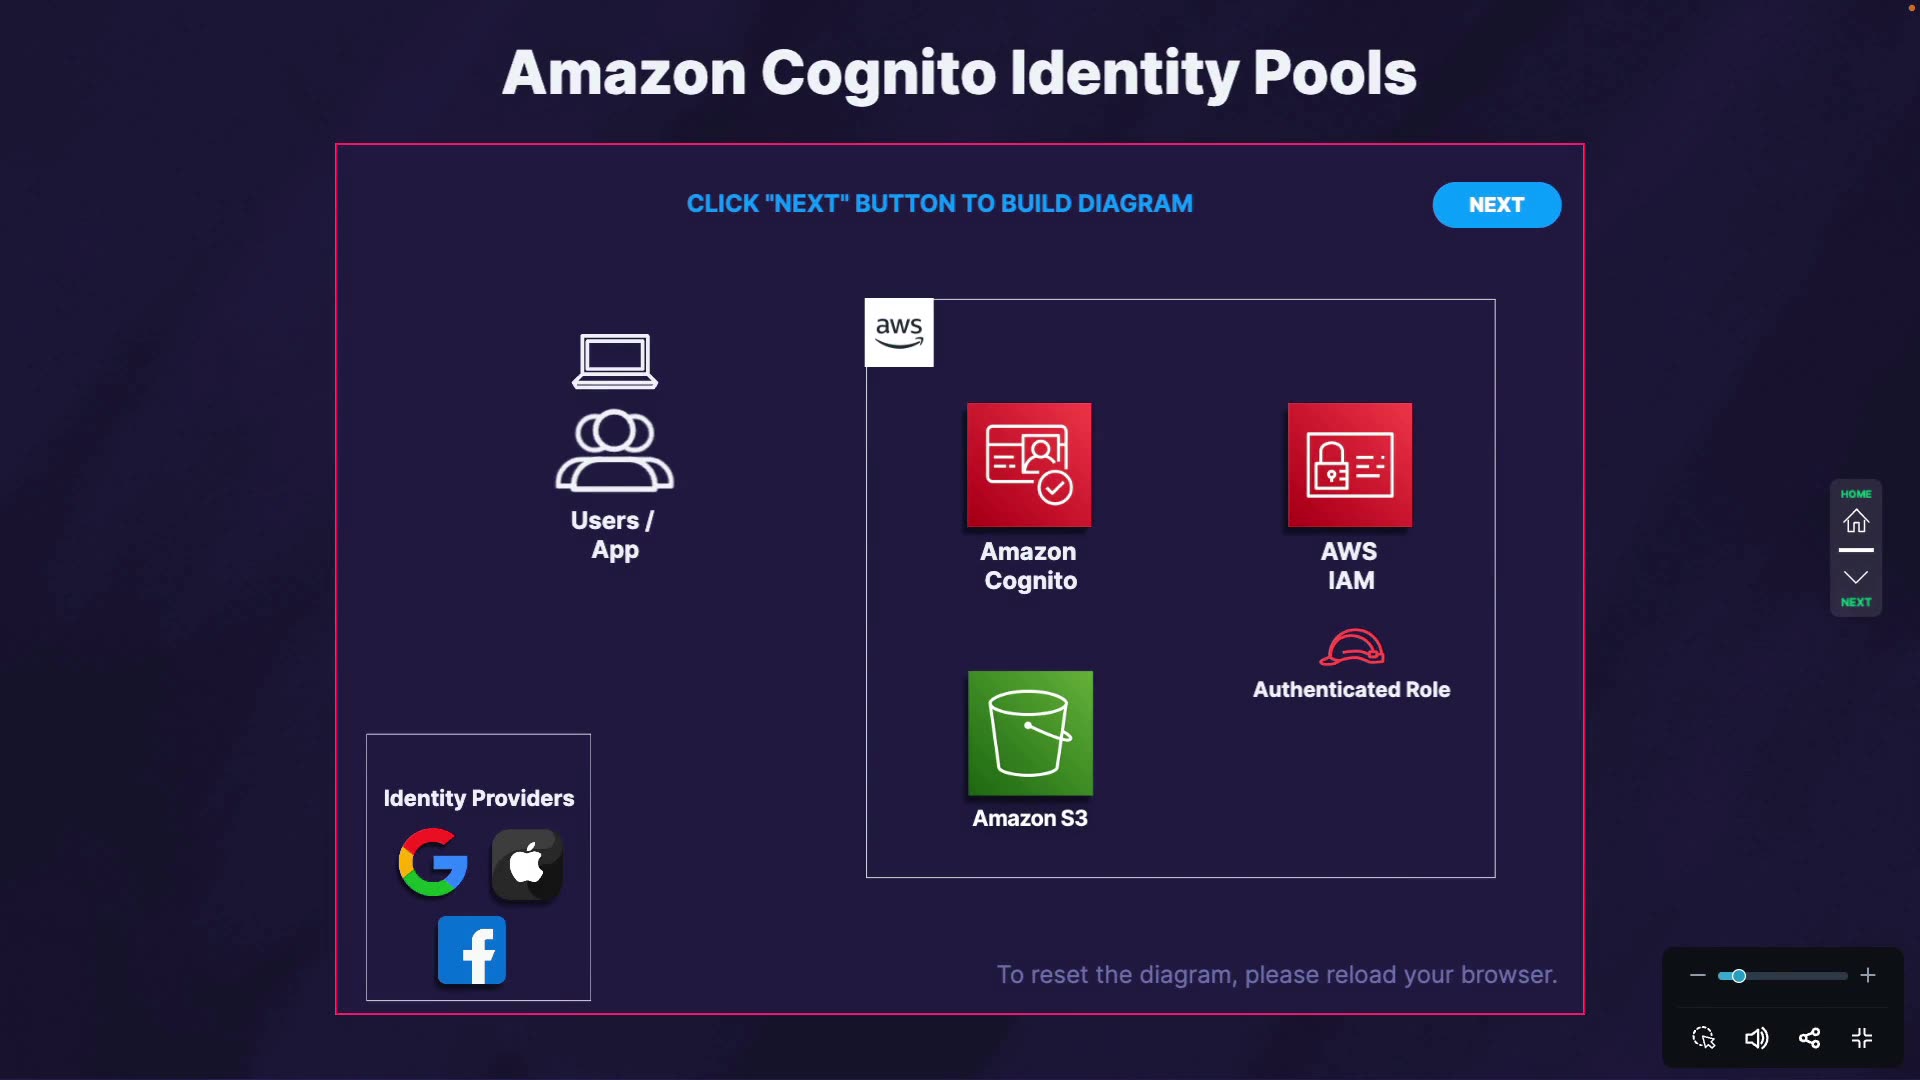 Amazon Cognito Identity Pools
CLICK "NEXT" BUTTON TO BUILD DIAGRAM
NEXT
aws
Users /
App
Amazon
Cognito
AWS
IAM
Authenticated Role
Amazon S3
Identity Providers
To reset the diagram, please reload your browser.
HOME
NEXT